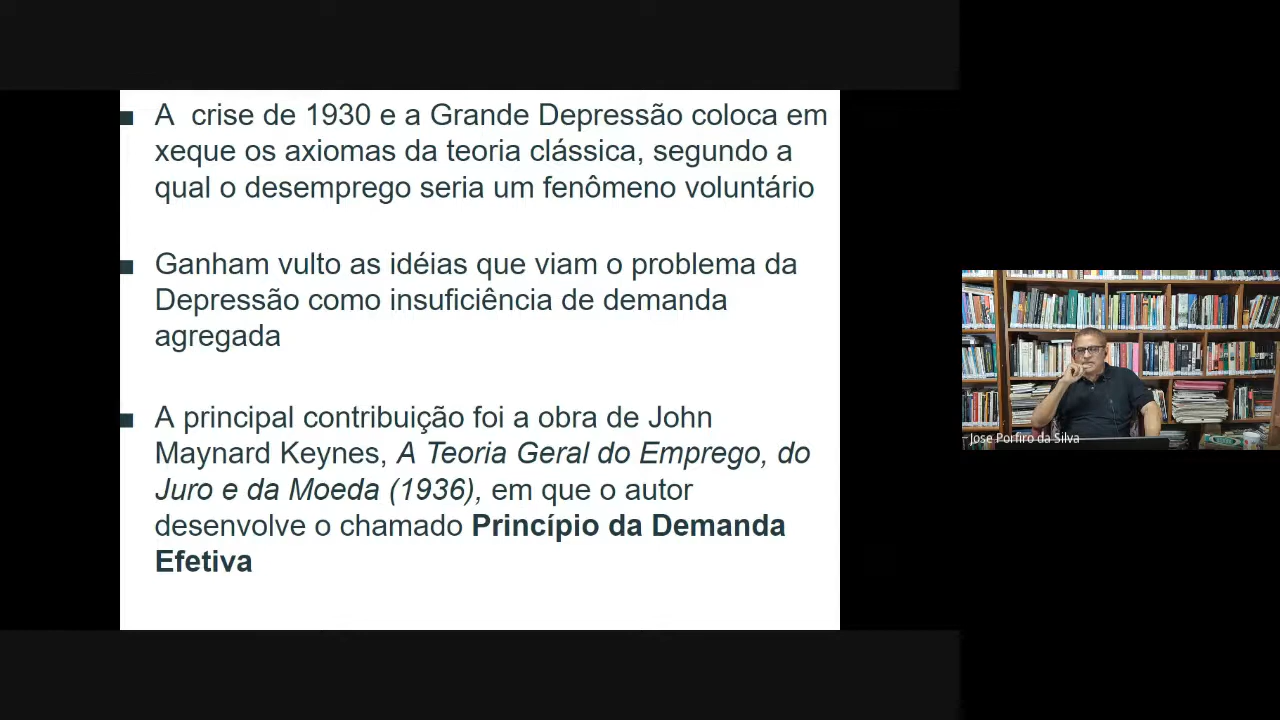 A  crise de 1930 e a Grande Depressão coloca em
xeque os axiomas da teoria clássica, segundo a
qual o desemprego seria um fenômeno voluntário
Ganham vulto as idéias que viam o problema da
Depressão como insuficiência de demanda
agregada
A principal contribuição foi a obra de John
Maynard Keynes, A Teoria Geral do Emprego, do
Juro e da Moeda (1936), em que o autor
desenvolve o chamado Princípio da Demanda
Efetiva
Jose Porfiro da Silva